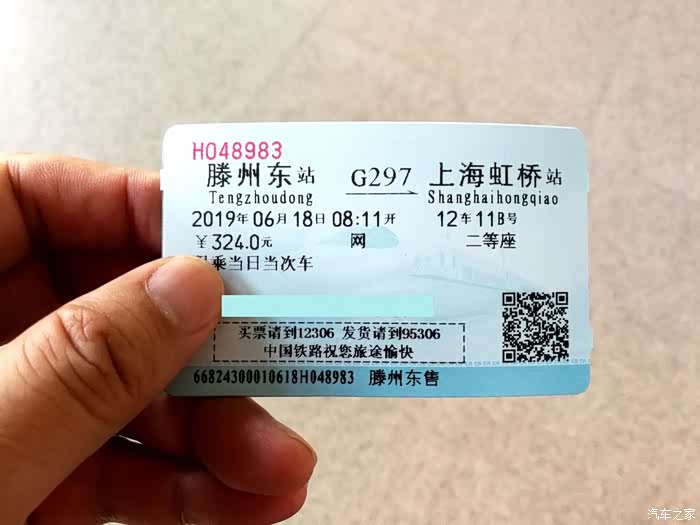 H048983
滕州东站 G297 上海虹桥站
Tengzhoudong Shanghaihongqiao
2019年06月18日08:11开 12车11B号
￥324.0元 网 二等座
乘当日当次车
买票请到12306 发货请到95306
中国铁路祝您旅途愉快
66824300010618H048983 滕州东售
汽车之家